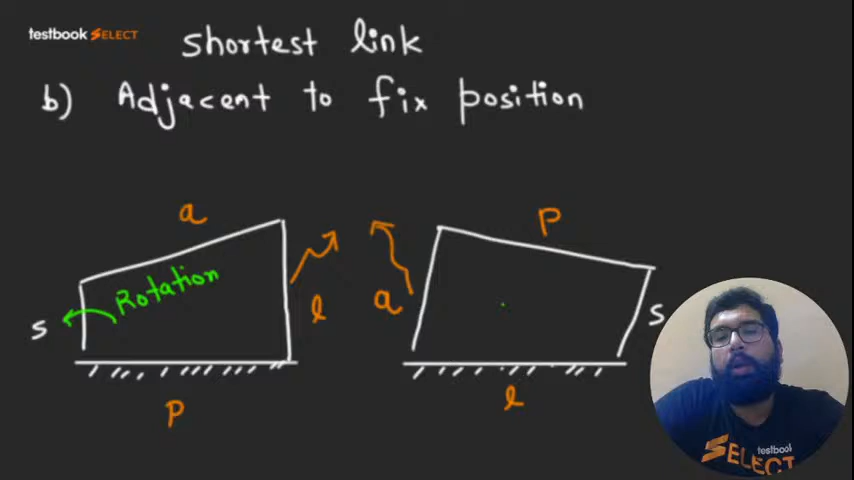 testbook SELECT
shortest link
b) Adjacent to fix position
a
P
Rotation
s
l
a
s
P
l
testbook
SELECT